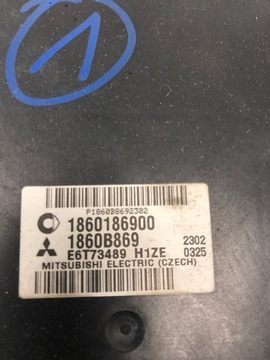 1
P1860B8692302
1860186900
1860B869 2302
E6T73489 H1ZE 0325
MITSUBISHI ELECTRIC (CZECH)